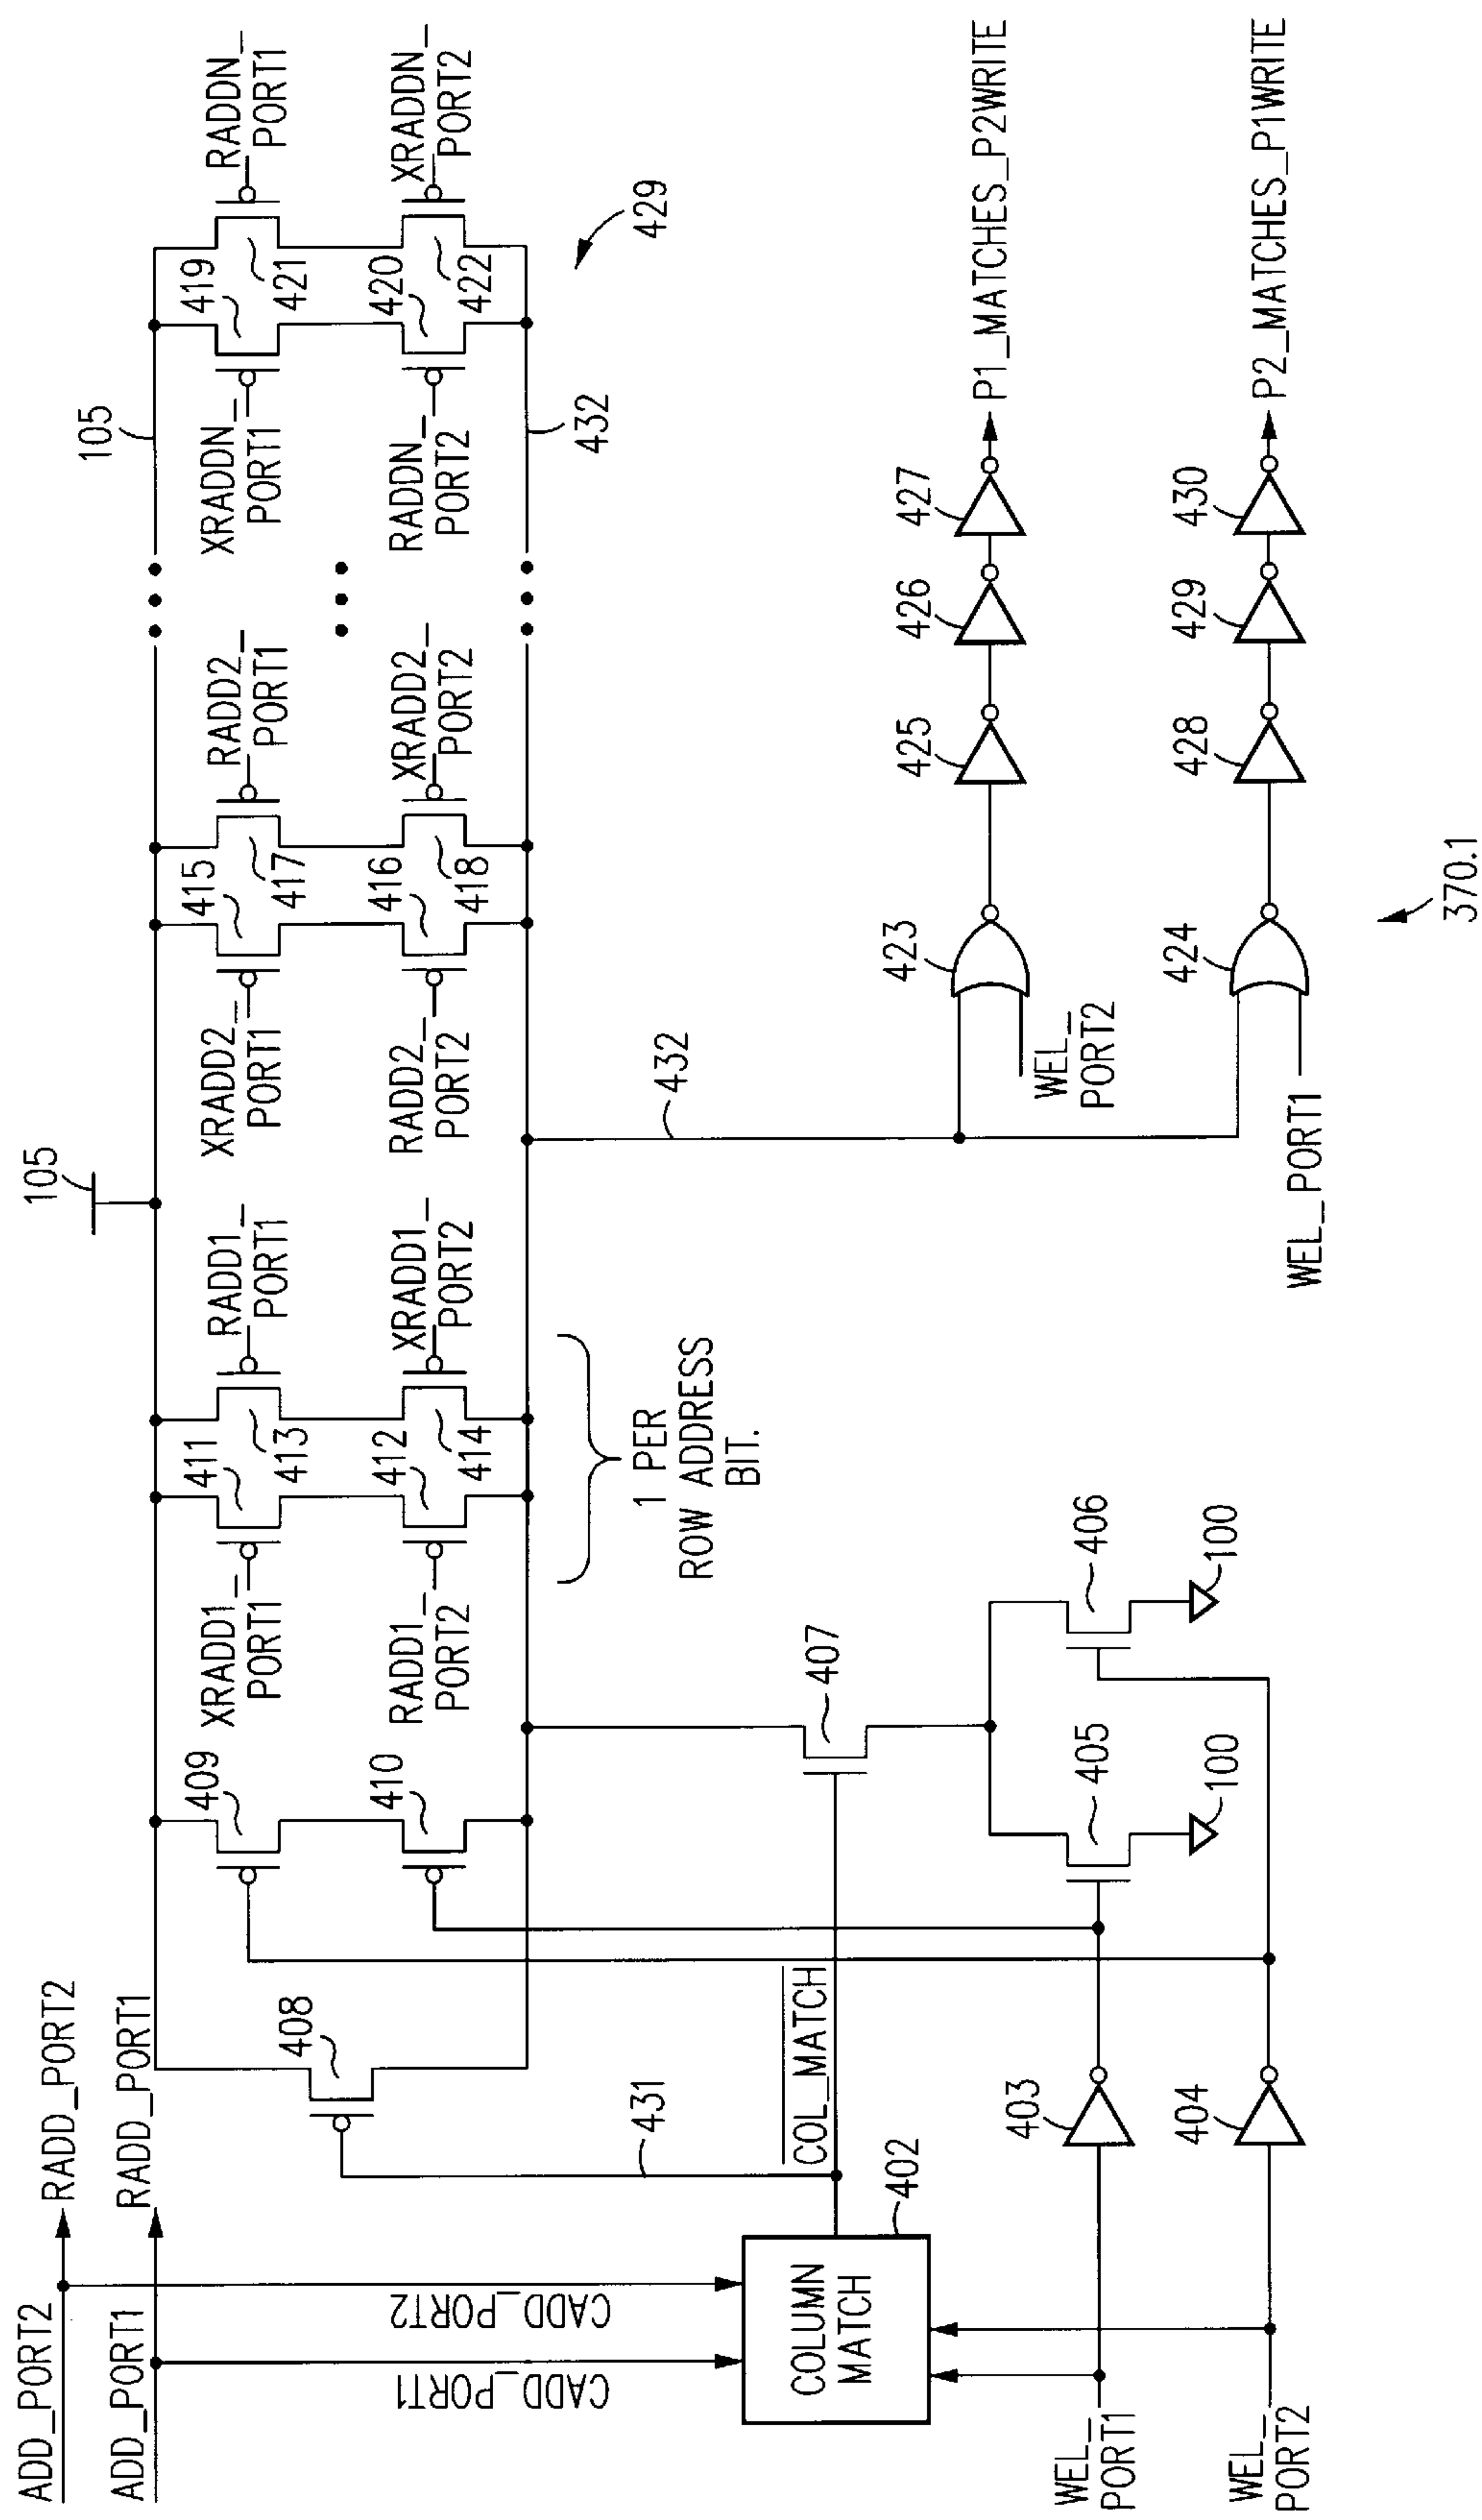 ADD_PORT2
RADD_PORT2
ADD_PORT1
RADD_PORT1
CADD_PORT1
CADD_PORT2
COLUMN
MATCH
402
431
COL_MATCH
WEL_
PORT1
WEL_
PORT2
403
404
408
409
410
405
100
406
100
407
XRADD1_
PORT1
RADD1_
PORT2
411
413
412
414
RADD1_
PORT1
XRADD1_
PORT2
1 PER
ROW ADDRESS
BIT.
105
432
XRADD2_
PORT1
RADD2_
PORT2
415
417
416
418
RADD2_
PORT1
XRADD2_
PORT2
XRADDN_
PORT1
RADDN_
PORT2
105
432
419
421
420
422
RADDN_
PORT1
XRADDN_
PORT2
429
WEL_
PORT2
423
425
426
427
P1_MATCHES_P2WRITE
WEL_PORT1
424
428
429
430
P2_MATCHES_P1WRITE
370.1